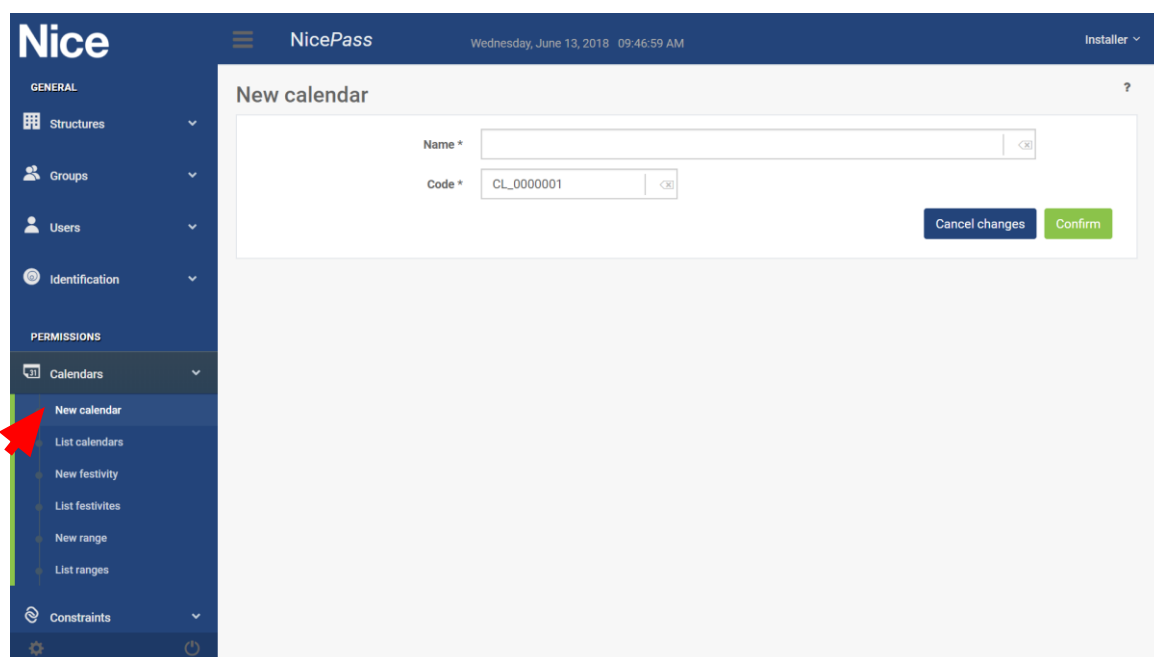 Nice
NicePass
Wednesday, June 13, 2018 09:46:59 AM
Installer
GENERAL
Structures
Groups
Users
Identification
PERMISSIONS
31 Calendars
New calendar
List calendars
New festivity
List festivites
New range
List ranges
Constraints
New calendar
?
Name *
Code * CL_0000001
Cancel changes Confirm